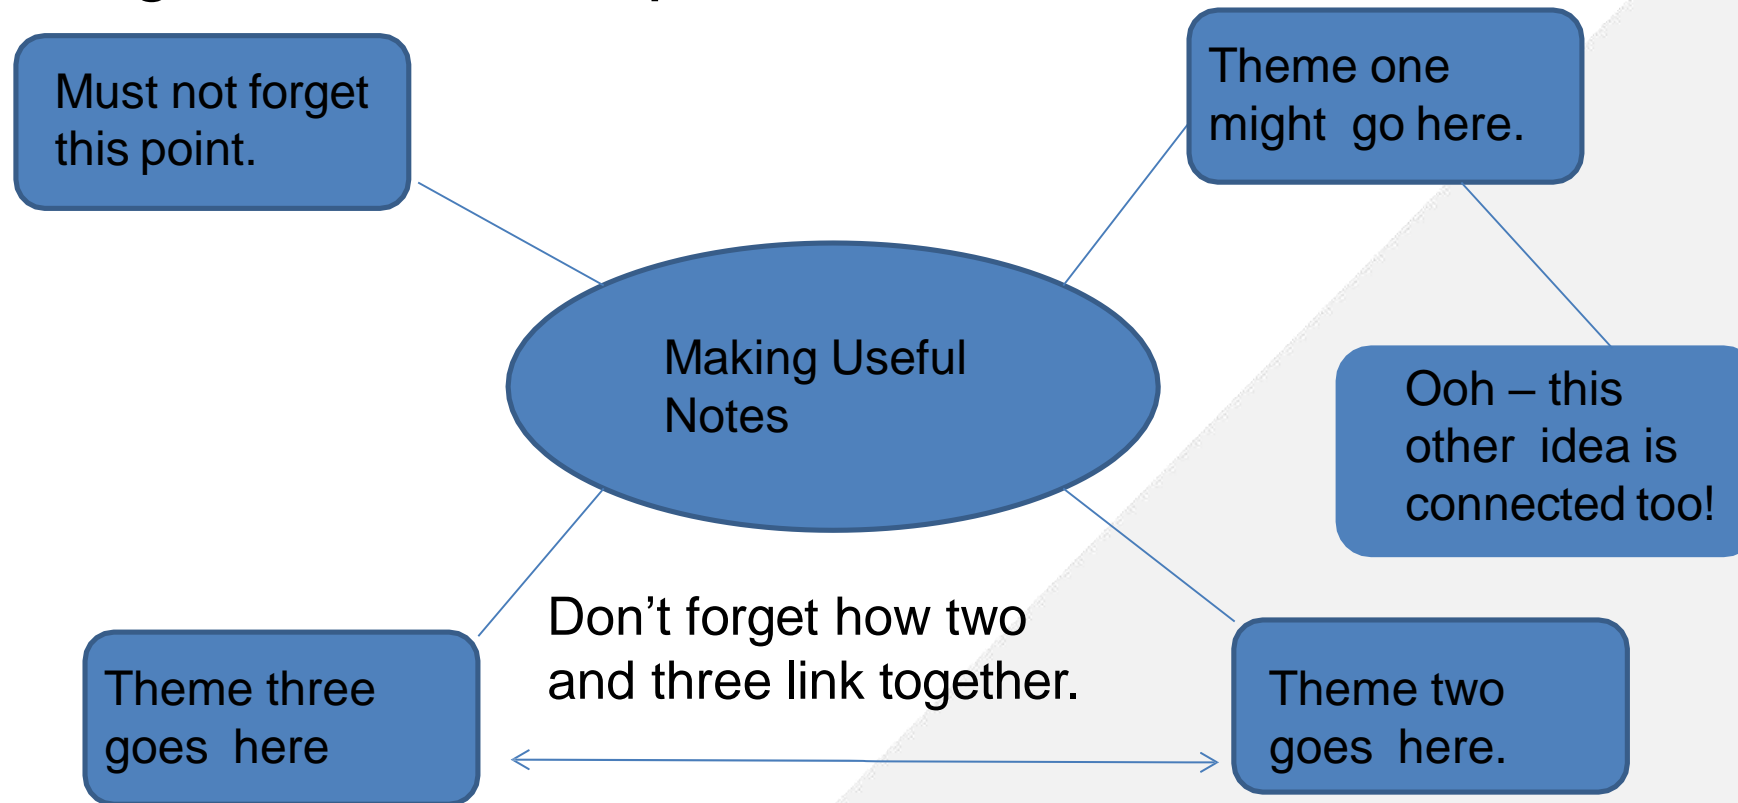 Must not forget
this point.
Theme one
might  go here.
Making Useful
Notes
Ooh – this
other  idea is
connected too!
Don’t forget how two
and three link together.
Theme three
goes  here
Theme two
goes  here.